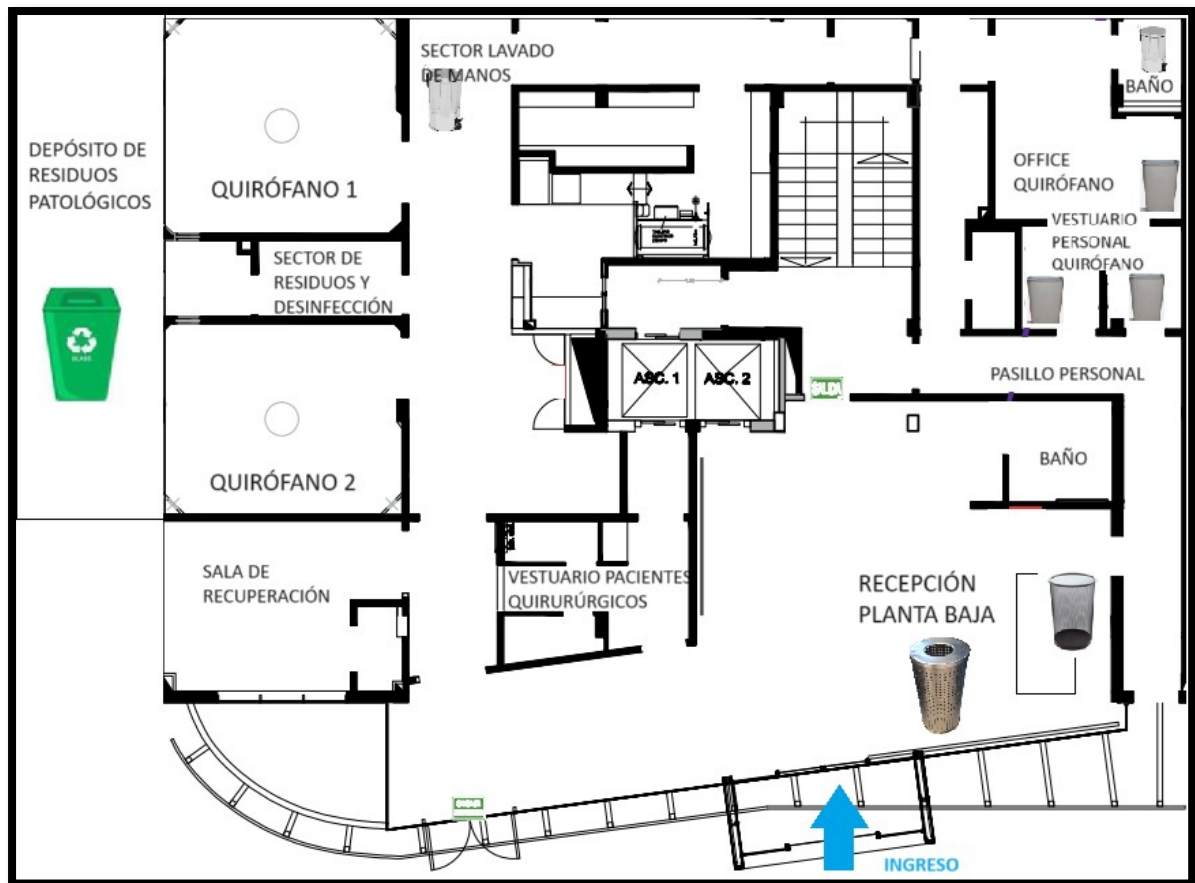 SECTOR LAVADO
DE MANOS
BAÑO
DEPÓSITO DE
RESIDUOS
PATOLÓGICOS
QUIRÓFANO 1
OFFICE
QUIRÓFANO
VESTUARIO
PERSONAL
QUIRÓFANO
SECTOR DE
RESIDUOS Y
DESINFECCIÓN
ASC. 1
ASC. 2
PASILLO PERSONAL
BAÑO
QUIRÓFANO 2
SALA DE
RECUPERACIÓN
VESTUARIO PACIENTES
QUIRURÚRGICOS
RECEPCIÓN
PLANTA BAJA
INGRESO